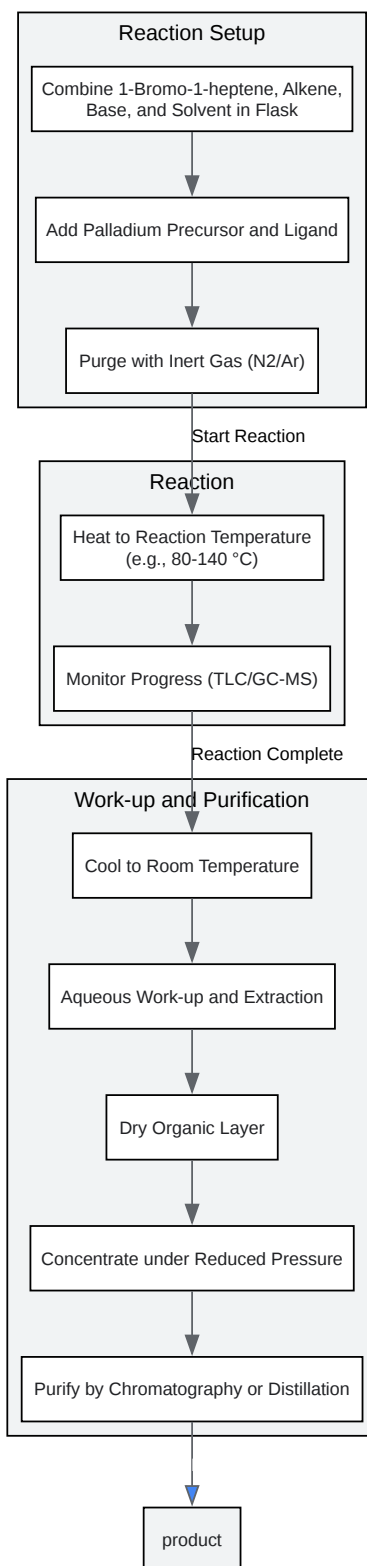 Reaction Setup
Combine 1-Bromo-1-heptene, Alkene,
Base, and Solvent in Flask
Add Palladium Precursor and Ligand
Purge with Inert Gas (N2/Ar)
Start Reaction
Reaction
Heat to Reaction Temperature
(e.g., 80-140 °C)
Monitor Progress (TLC/GC-MS)
Reaction Complete
Work-up and Purification
Cool to Room Temperature
Aqueous Work-up and Extraction
Dry Organic Layer
Concentrate under Reduced Pressure
Purify by Chromatography or Distillation
product